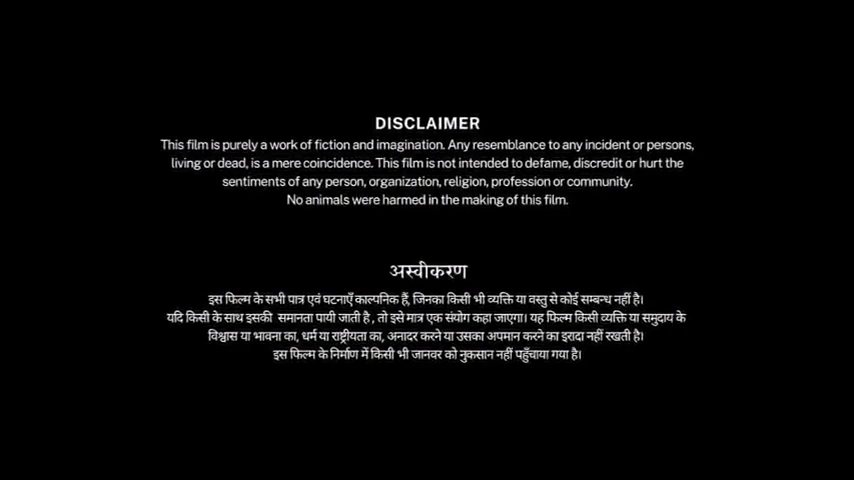 DISCLAIMER
This film is purely a work of fiction and imagination. Any resemblance to any incident or persons,
living or dead, is a mere coincidence. This film is not intended to defame, discredit or hurt the
sentiments of any person, organization, religion, profession or community.
No animals were harmed in the making of this film.
अस्वीकरण
इस फिल्म के सभी पात्र एवं घटनाएँ काल्पनिक हैं, जिनका किसी भी व्यक्ति या वस्तु से कोई सम्बन्ध नहीं है।
यदि किसी के साथ इसकी समानता पायी जाती है , तो इसे मात्र एक संयोग कहा जाएगा। यह फिल्म किसी व्यक्ति या समुदाय के
विश्वास या भावना का, धर्म या राष्ट्रीयता का, अनादर करने या उसका अपमान करने का इरादा नहीं रखती है।
इस फिल्म के निर्माण में किसी भी जानवर को नुकसान नहीं पहुँचाया गया है।